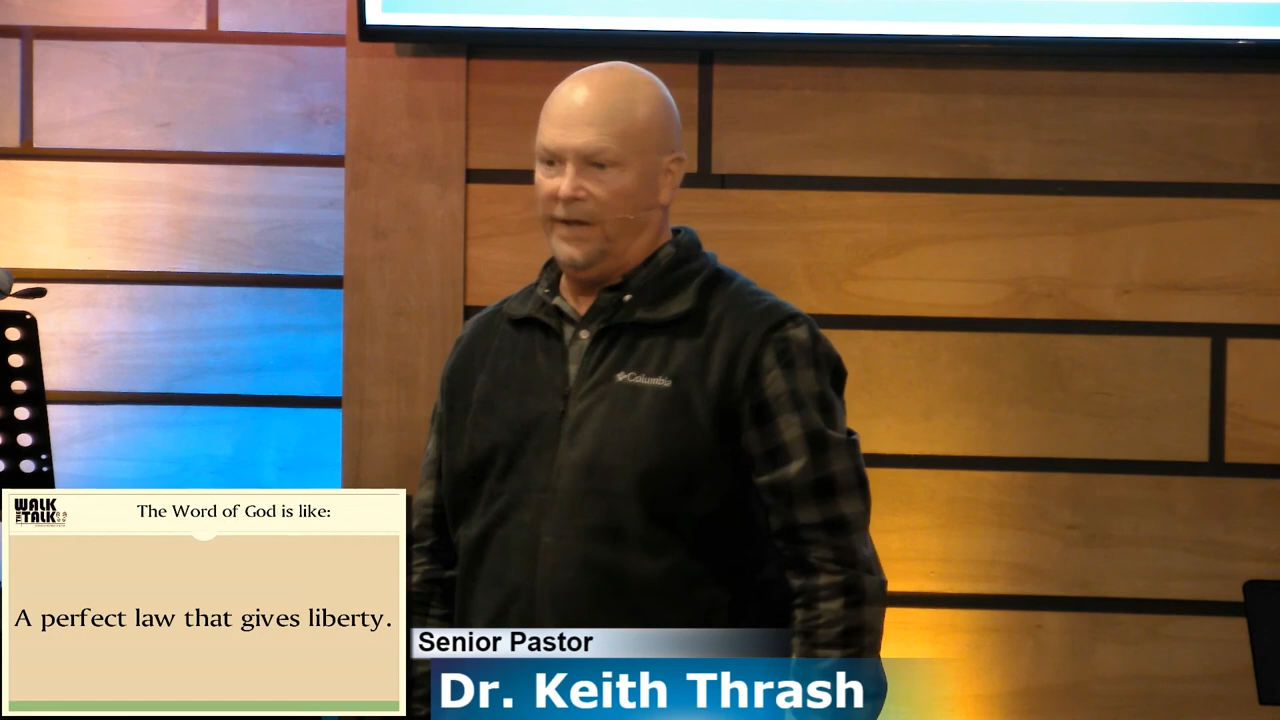 Columbia
WALK
THE TALK
The Word of God is like:
A perfect law that gives liberty.
Senior Pastor
Dr. Keith Thrash